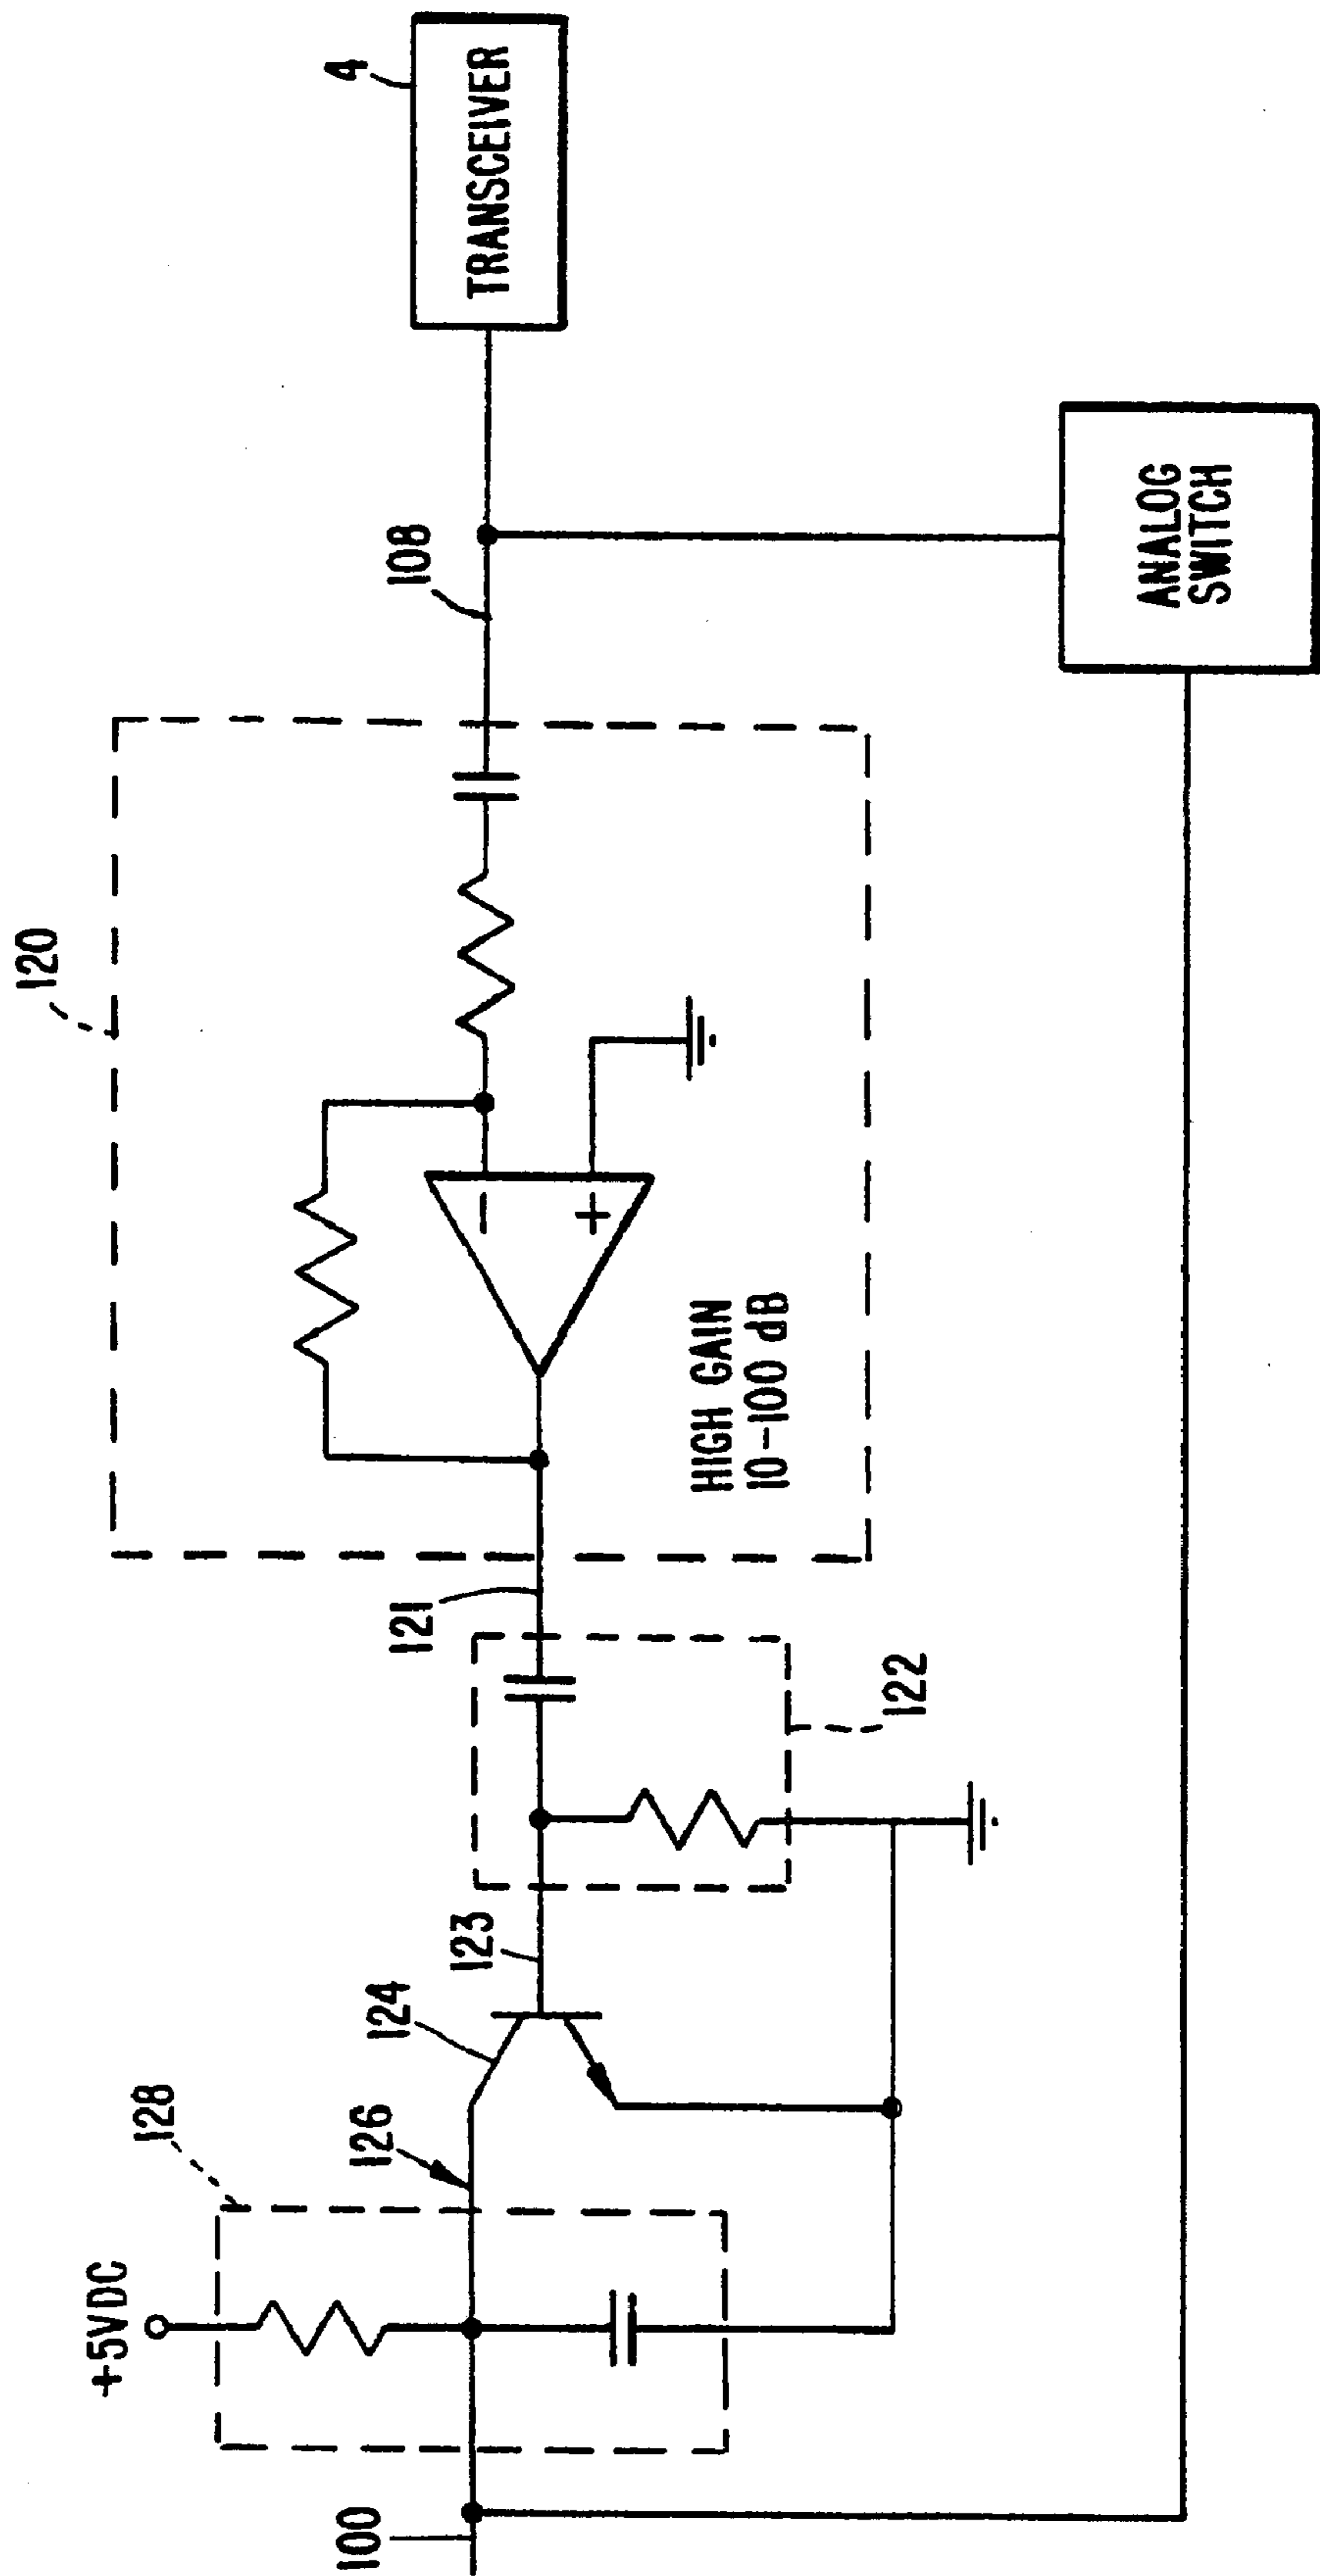 120
4
TRANSCEIVER
108
ANALOG
SWITCH
HIGH GAIN
10-100 dB
121
122
123
124
126
128
+5VDC
100